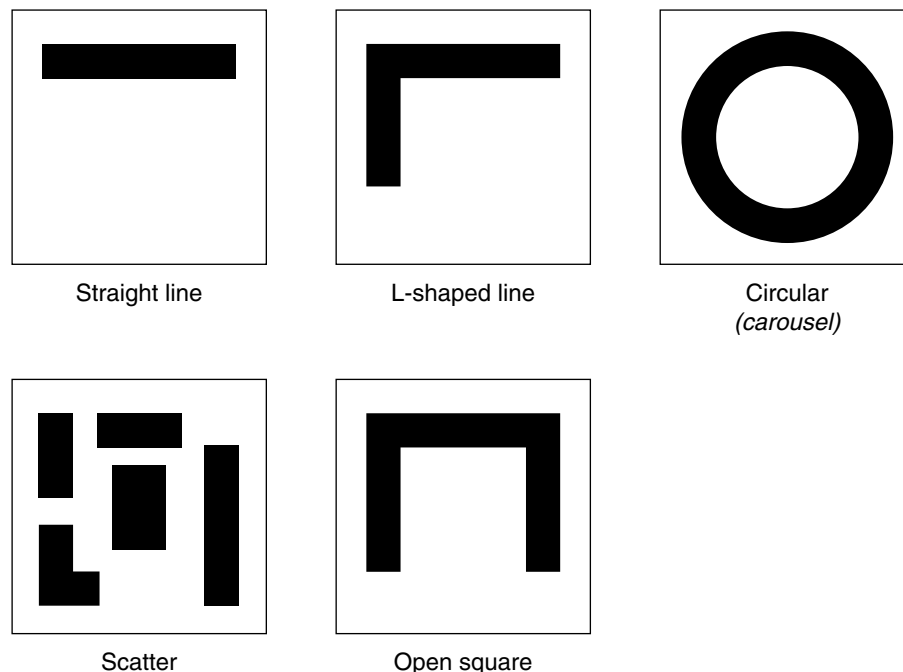 Straight line
L-shaped line
Circular
(carousel)
Scatter
Open square